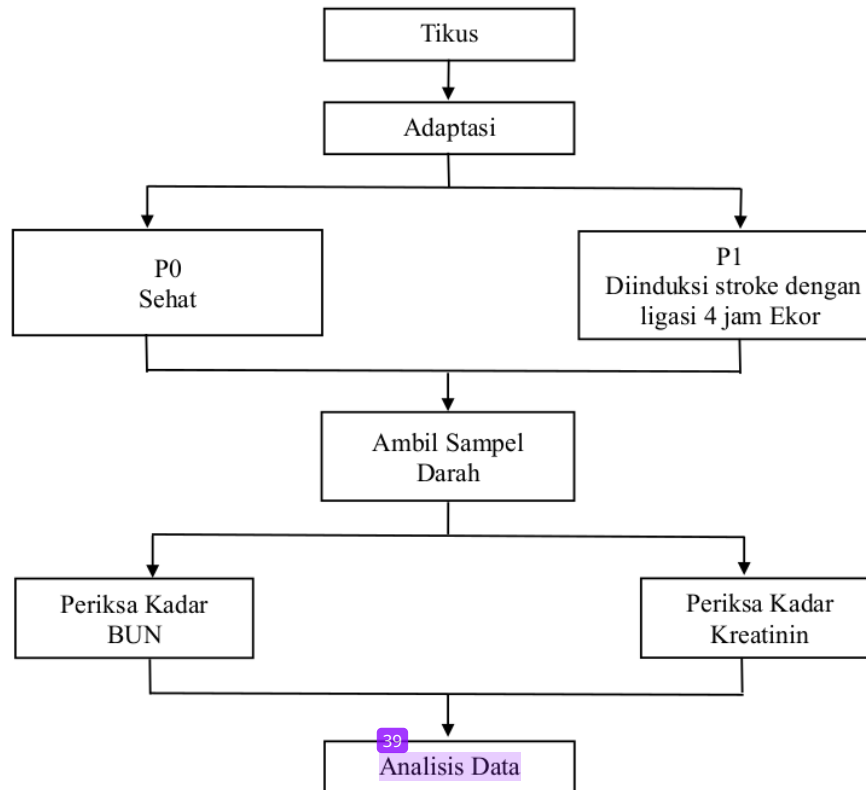 Tikus
Adaptasi
P0
Sehat
P1
Diinduksi stroke dengan
ligasi 4 jam Ekor
Ambil Sampel
Darah
Periksa Kadar
BUN
Periksa Kadar
Kreatinin
39
Analisis Data